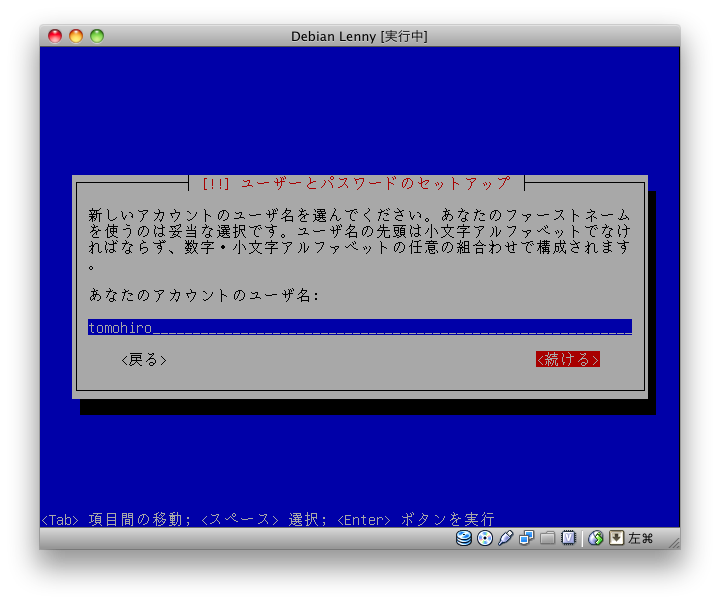 Debian Lenny [実行中]
[!!] ユーザーとパスワードのセットアップ
新しいアカウントのユーザ名を選んでください。あなたのファーストネーム
を使うのは妥当な選択です。ユーザ名の先頭は小文字アルファベットでなけ
ればならず、数字・小文字アルファベットの任意の組合わせで構成されます
。
あなたのアカウントのユーザ名:
tomohiro
<戻る> <続ける>
<Tab> 項目間の移動; <スペース> 選択; <Enter> ボタンを実行
左⌘